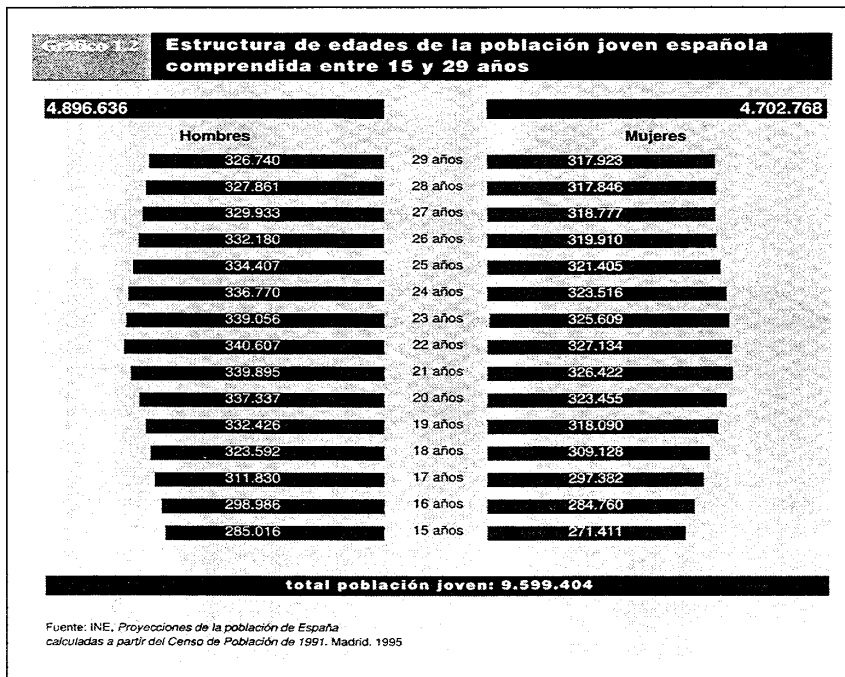 Gráfico 1.2
Estructura de edades de la población joven española
comprendida entre 15 y 29 años
4.896.636 4.702.768
Hombres Mujeres
326.740 29 años 317.923
327.861 28 años 317.846
329.933 27 años 318.777
332.180 26 años 319.910
334.407 25 años 321.405
336.770 24 años 323.516
339.056 23 años 325.609
340.607 22 años 327.134
339.895 21 años 326.422
337.337 20 años 323.455
332.426 19 años 318.090
323.592 18 años 309.128
311.830 17 años 297.382
298.986 16 años 284.760
285.016 15 años 271.411
total población joven: 9.599.404
Fuente: INE, Proyecciones de la población de España
calculadas a partir del Censo de Población de 1991. Madrid. 1995